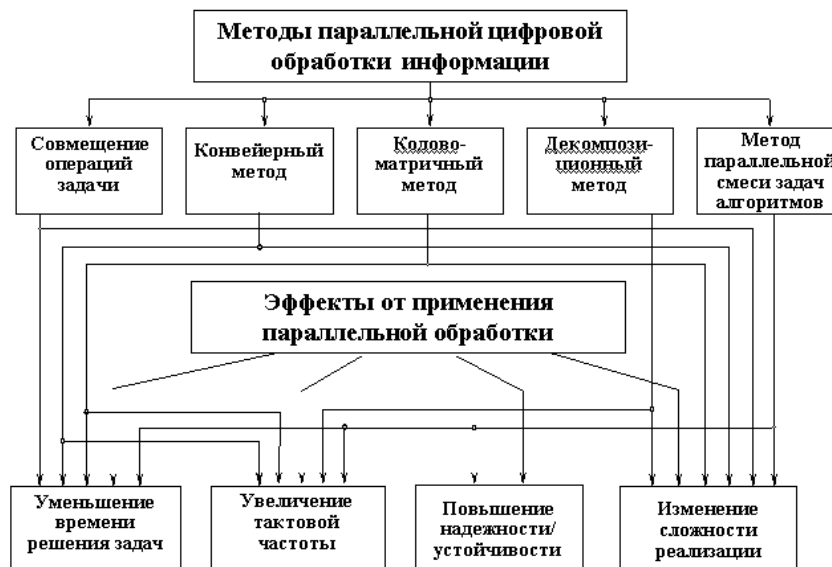 Методы параллельной цифровой
обработки информации
Совмещение
операций
задачи
Конвейерный
метод
Кодово-
матричный
метод
Декомпози-
ционный
метод
Метод
параллельной
смеси задач
алгоритмов
Эффекты от применения
параллельной обработки
Уменьшение
времени
решения задач
Увеличение
тактовой
частоты
Повышение
надежности/
устойчивости
Изменение
сложности
реализации